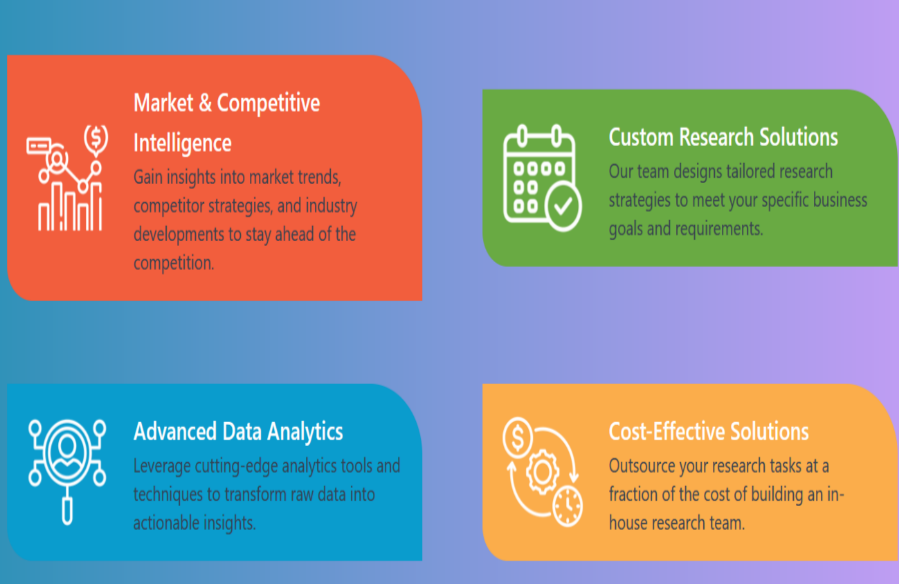 Market & Competitive
Intelligence
Gain insights into market trends,
competitor strategies, and industry
developments to stay ahead of the
competition.
Custom Research Solutions
Our team designs tailored research
strategies to meet your specific business
goals and requirements.
Advanced Data Analytics
Leverage cutting-edge analytics tools and
techniques to transform raw data into
actionable insights.
Cost-Effective Solutions
Outsource your research tasks at a
fraction of the cost of building an in-
house research team.